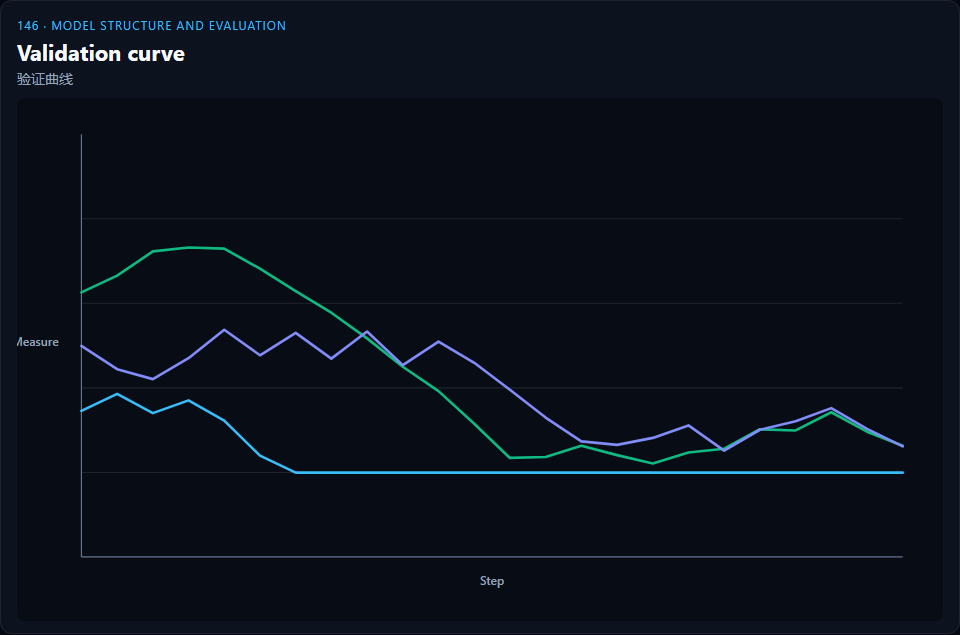 146 · MODEL STRUCTURE AND EVALUATION
Validation curve
验证曲线
Measure
Step